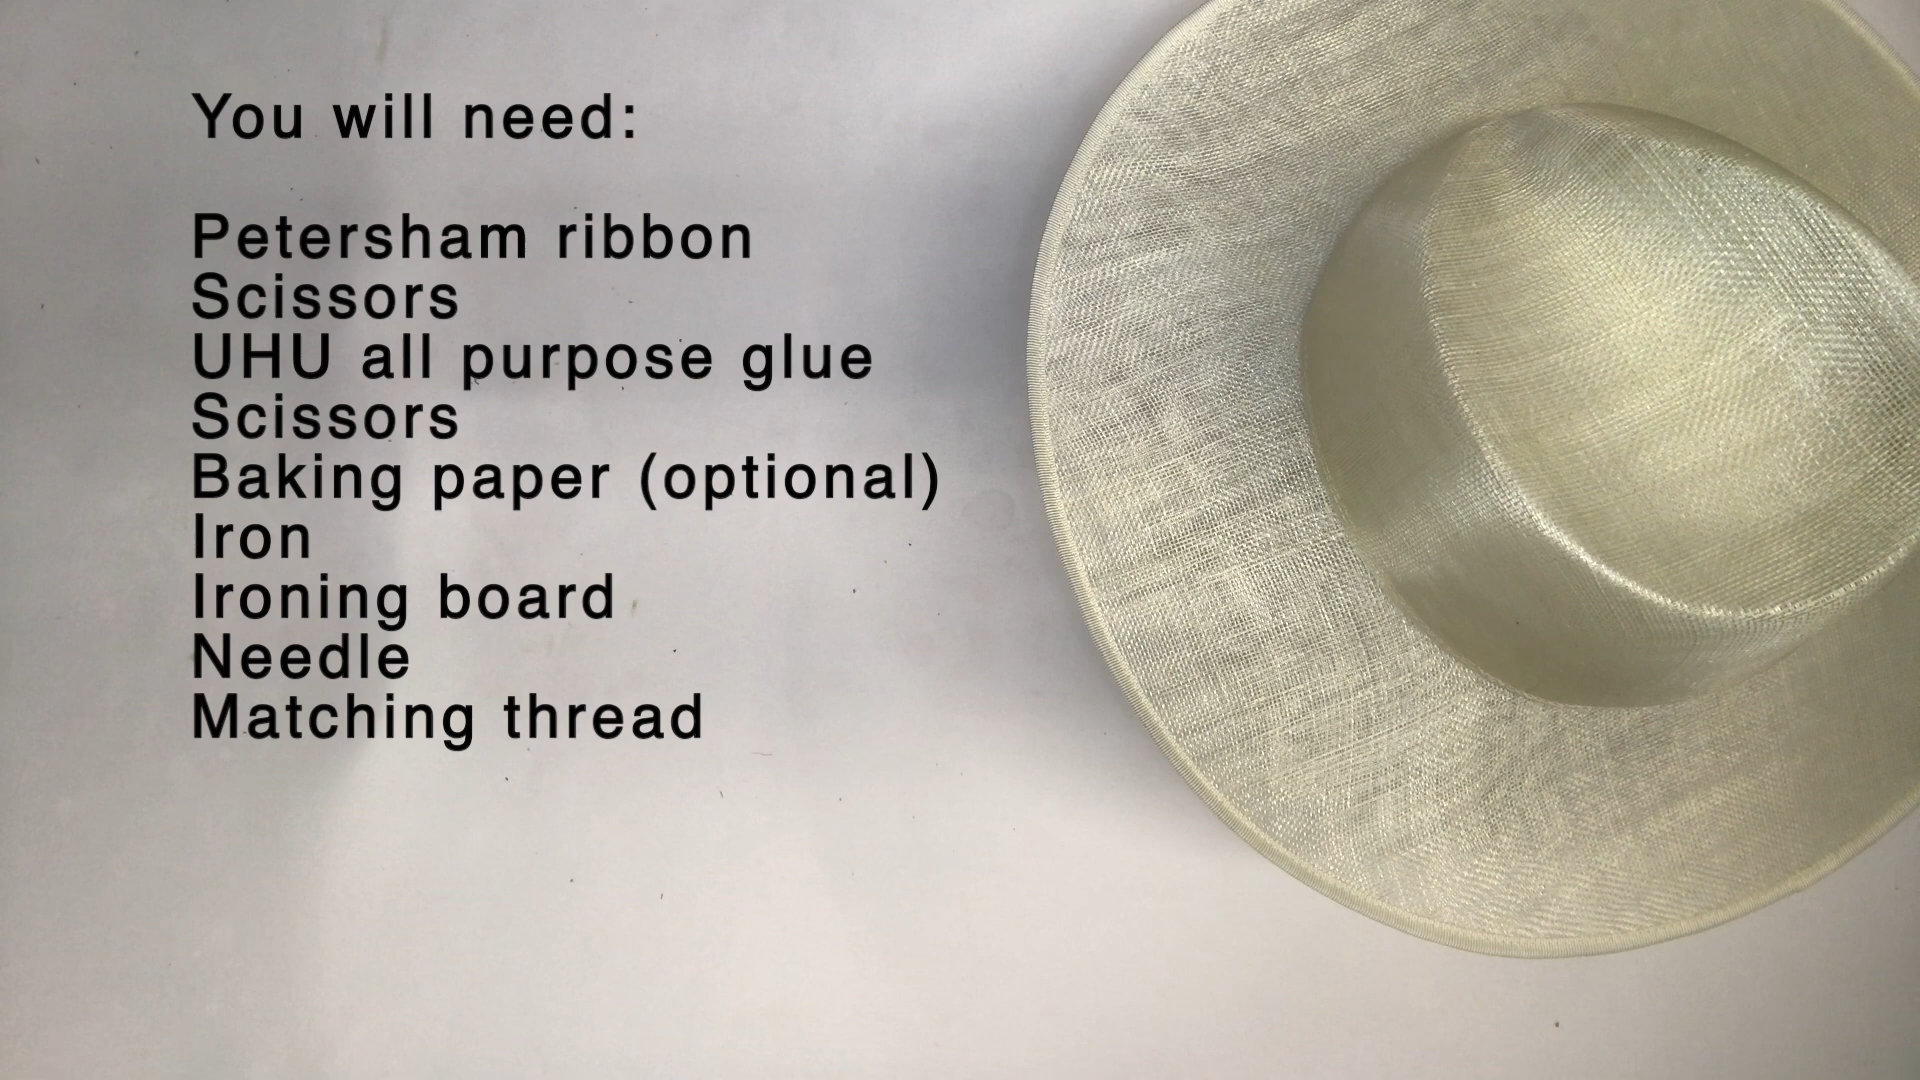 You will need:
Petersham ribbon
Scissors
UHU all purpose glue
Scissors
Baking paper (optional)
Iron
Ironing board
Needle
Matching thread